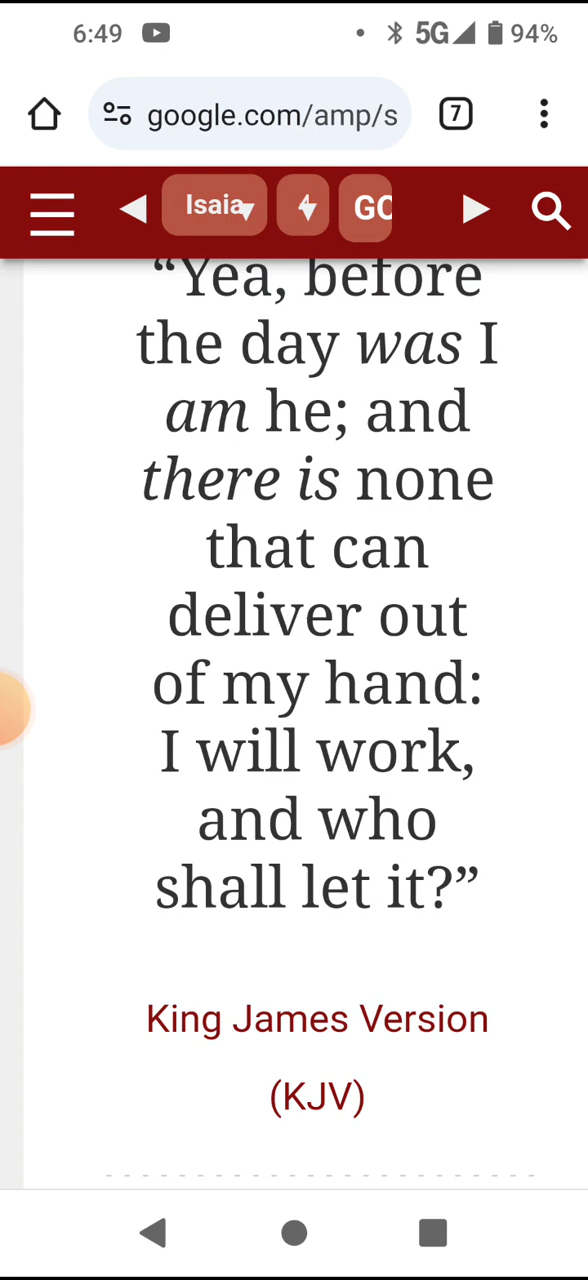 6:49 5G 94%
google.com/amp/s 7
Isaia 4 GO
“Yea, before
the day was I
am he; and
there is none
that can
deliver out
of my hand:
I will work,
and who
shall let it?”
King James Version
(KJV)